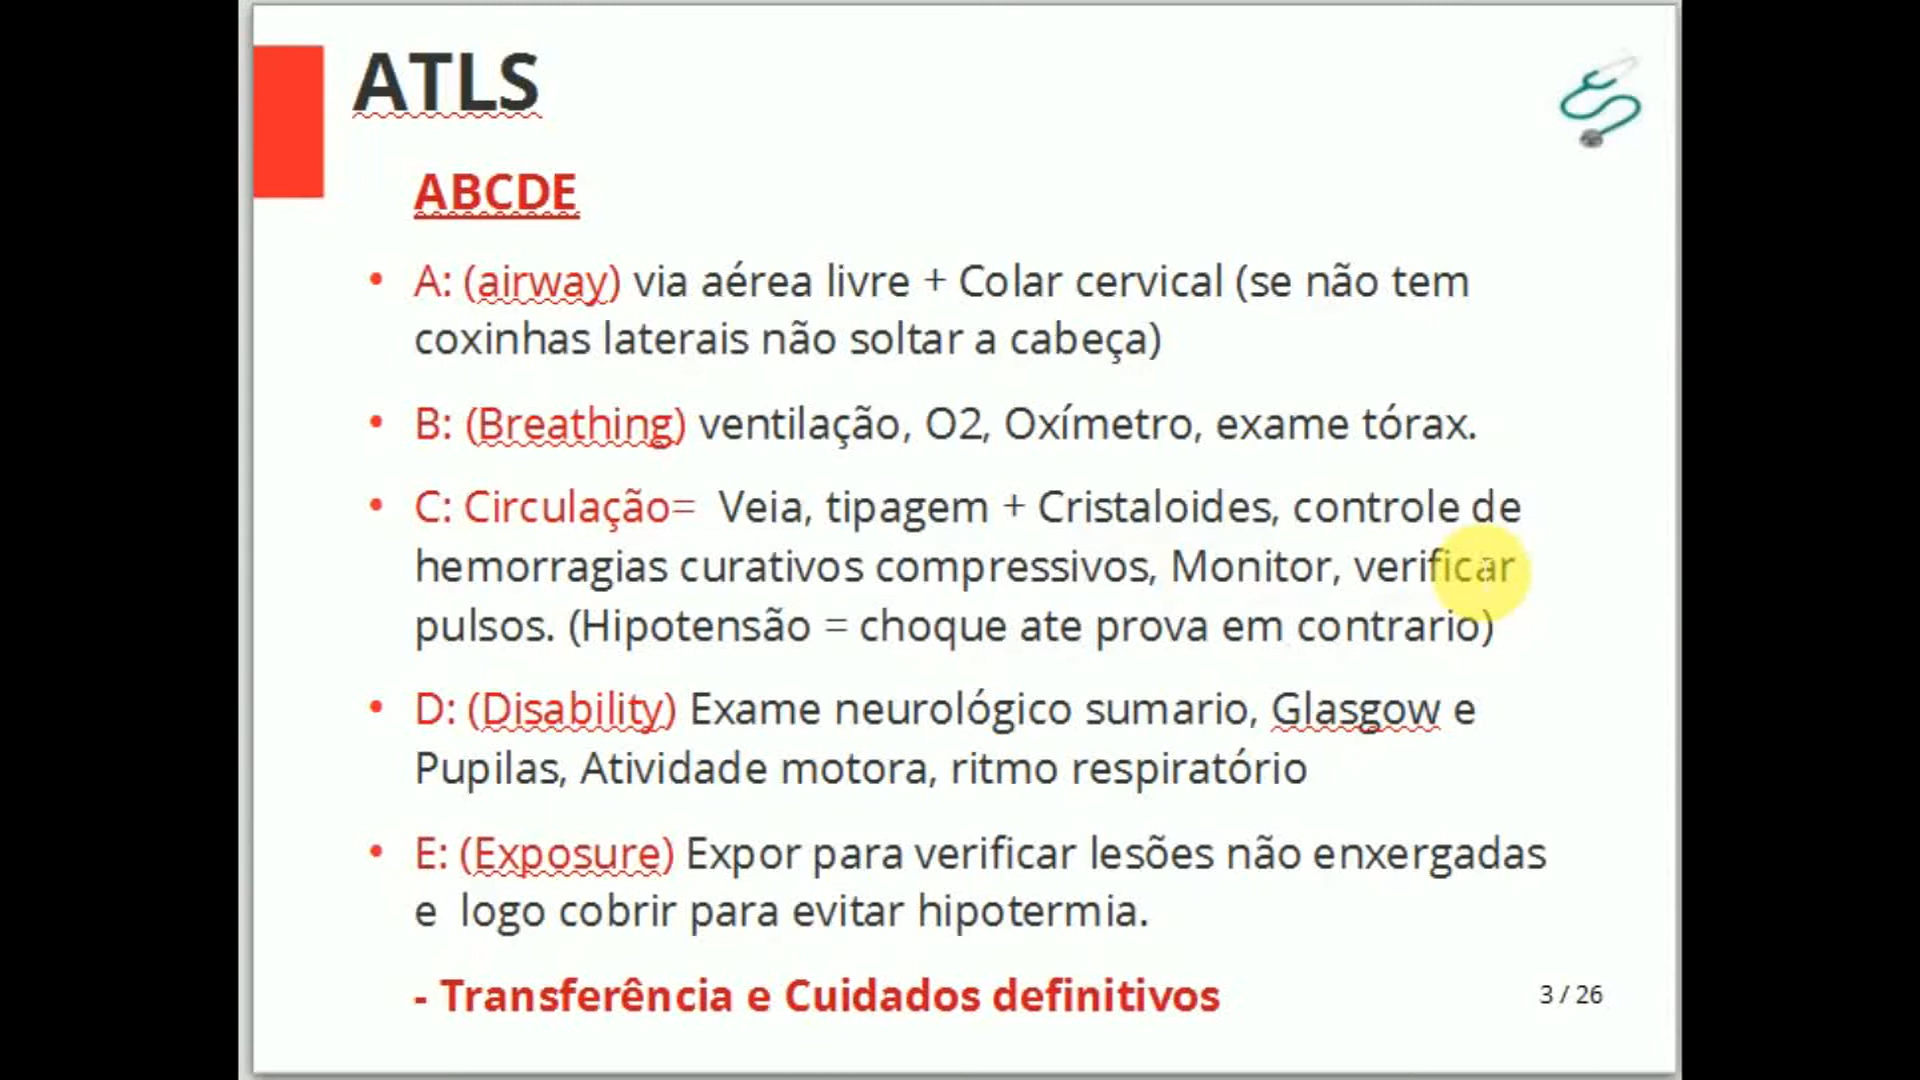 ATLS
ABCDE
• A: (airway) via aérea livre + Colar cervical (se não tem
coxinhas laterais não soltar a cabeça)
• B: (Breathing) ventilação, O2, Oxímetro, exame tórax.
• C: Circulação= Veia, tipagem + Cristaloides, controle de
hemorragias curativos compressivos, Monitor, verificar
pulsos. (Hipotensão = choque ate prova em contrario)
• D: (Disability) Exame neurológico sumario, Glasgow e
Pupilas, Atividade motora, ritmo respiratório
• E: (Exposure) Expor para verificar lesões não enxergadas
e logo cobrir para evitar hipotermia.
- Transferência e Cuidados definitivos
3 / 26